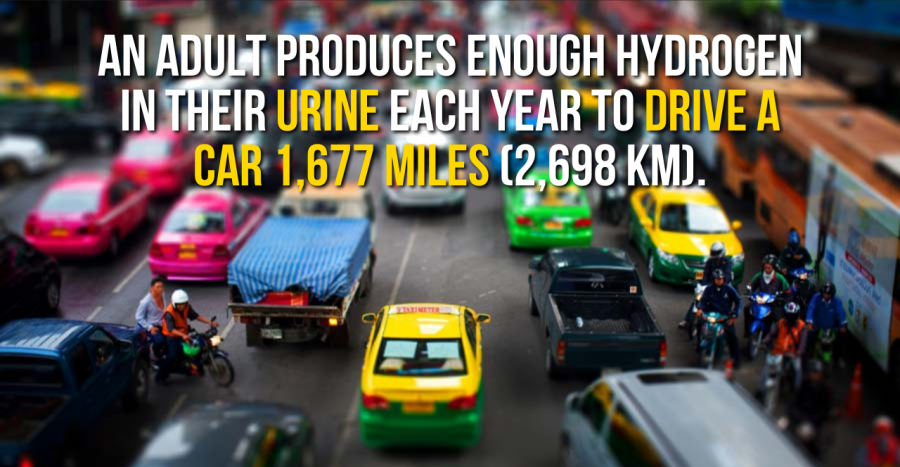 AN ADULT PRODUCES ENOUGH HYDROGEN
IN THEIR URINE EACH YEAR TO DRIVE A
CAR 1,677 MILES (2,698 KM).